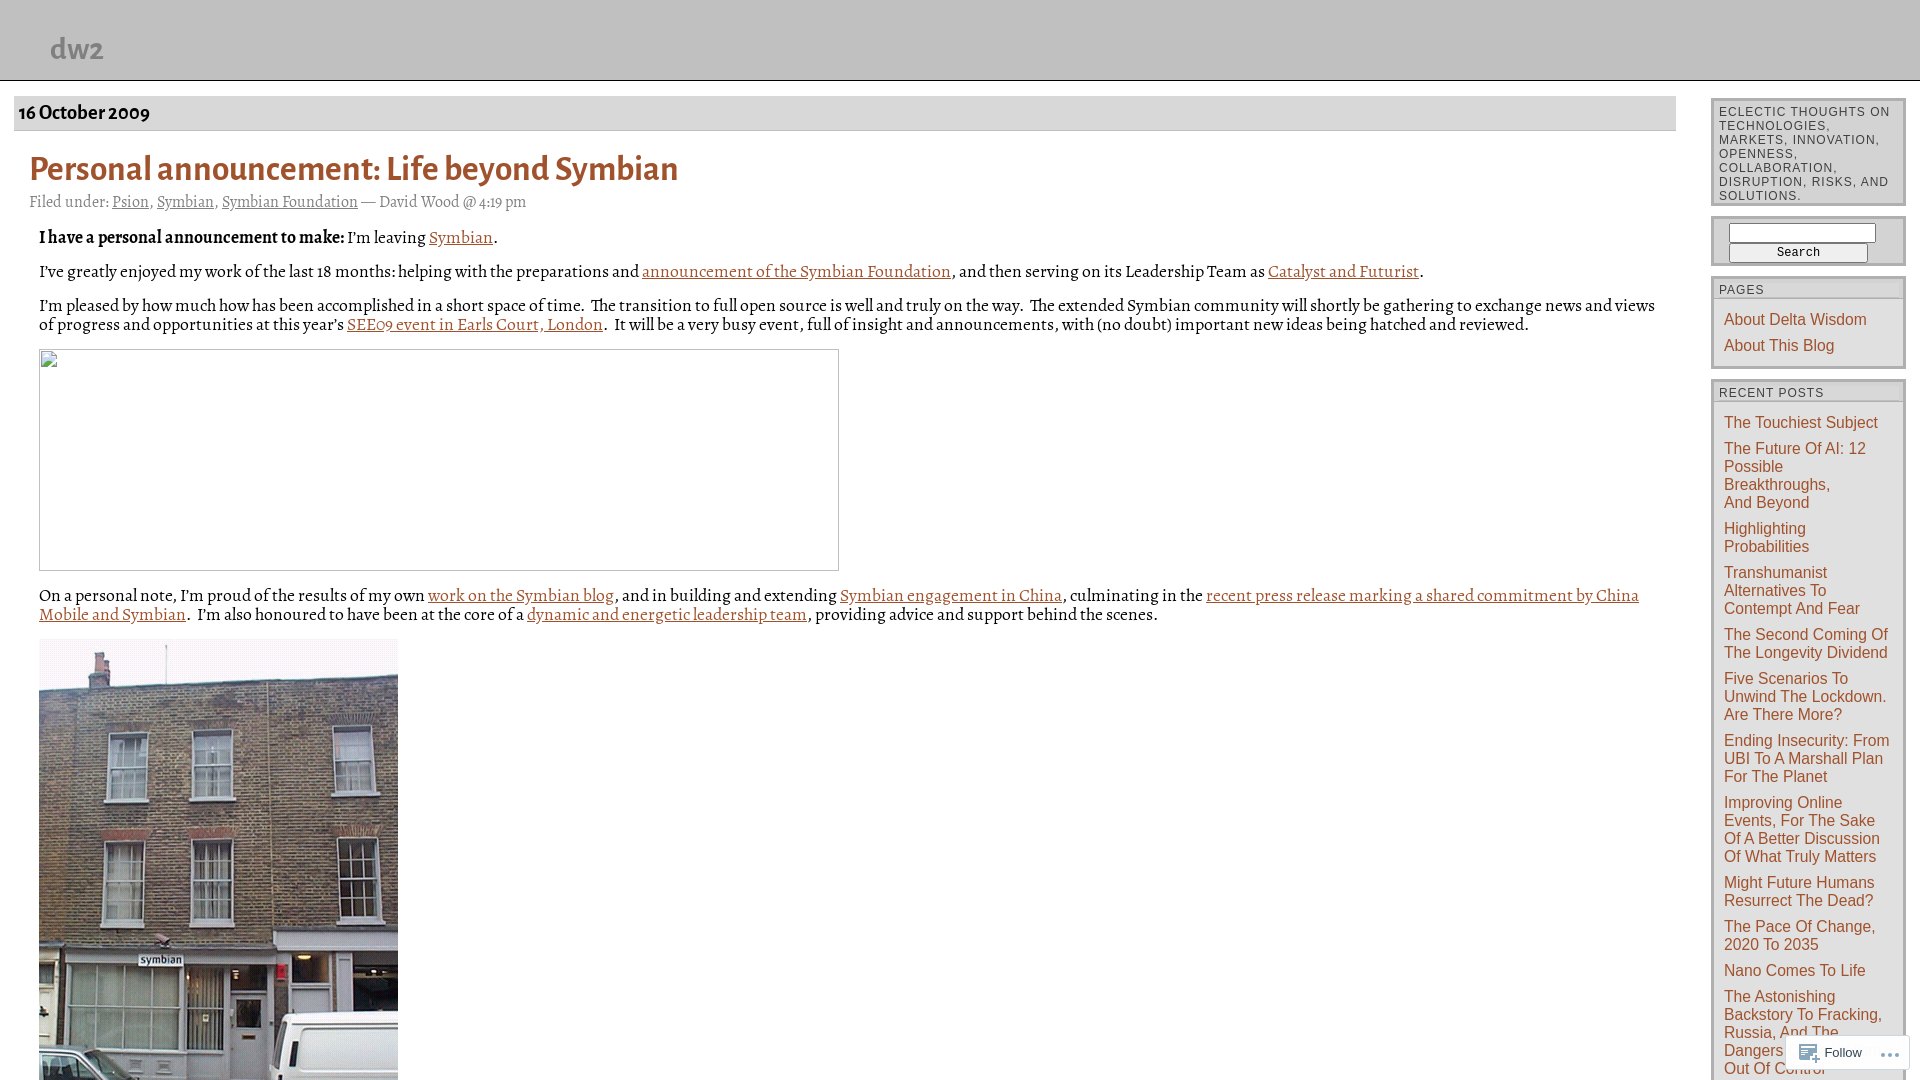 dw2
16 October 2009
Personal announcement: Life beyond Symbian
Filed under: Psion, Symbian, Symbian Foundation — David Wood @ 4:19 pm
I have a personal announcement to make: I’m leaving Symbian.
I’ve greatly enjoyed my work of the last 18 months: helping with the preparations and announcement of the Symbian Foundation, and then serving on its Leadership Team as Catalyst and Futurist.
I’m pleased by how much how has been accomplished in a short space of time.  The transition to full open source is well and truly on the way.  The extended Symbian community will shortly be gathering to exchange news and views
of progress and opportunities at this year’s SEE09 event in Earls Court, London.  It will be a very busy event, full of insight and announcements, with (no doubt) important new ideas being hatched and reviewed.
On a personal note, I’m proud of the results of my own work on the Symbian blog, and in building and extending Symbian engagement in China, culminating in the recent press release marking a shared commitment by China
Mobile and Symbian.  I’m also honoured to have been at the core of a dynamic and energetic leadership team, providing advice and support behind the scenes.
symbian
ECLECTIC THOUGHTS ON
TECHNOLOGIES,
MARKETS, INNOVATION,
OPENNESS,
COLLABORATION,
DISRUPTION, RISKS, AND
SOLUTIONS.
Search
PAGES
About Delta Wisdom
About This Blog
RECENT POSTS
The Touchiest Subject
The Future Of AI: 12
Possible
Breakthroughs,
And Beyond
Highlighting
Probabilities
Transhumanist
Alternatives To
Contempt And Fear
The Second Coming Of
The Longevity Dividend
Five Scenarios To
Unwind The Lockdown.
Are There More?
Ending Insecurity: From
UBI To A Marshall Plan
For The Planet
Improving Online
Events, For The Sake
Of A Better Discussion
Of What Truly Matters
Might Future Humans
Resurrect The Dead?
The Pace Of Change,
2020 To 2035
Nano Comes To Life
The Astonishing
Backstory To Fracking,
Russia, And The
Dangers
Out Of Control
Follow